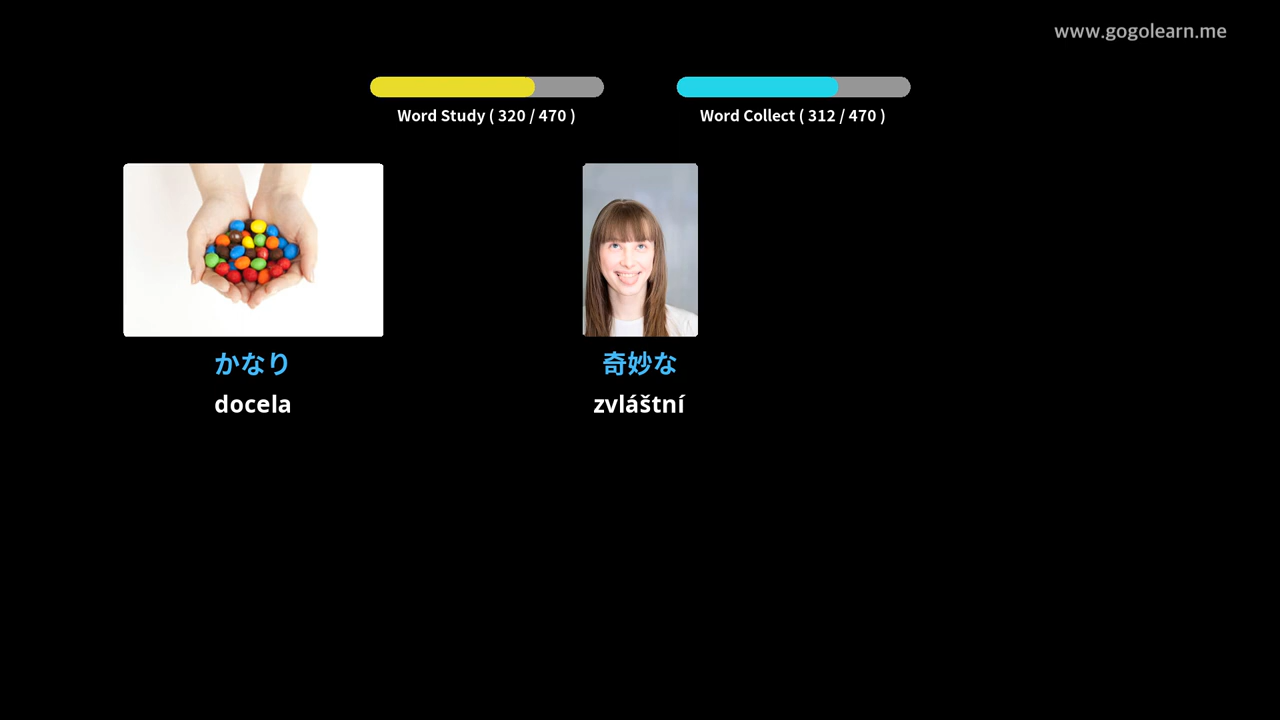 www.gogolearn.me
Word Study ( 320 / 470 )
Word Collect ( 312 / 470 )
かなり
docela
奇妙な
zvláštní